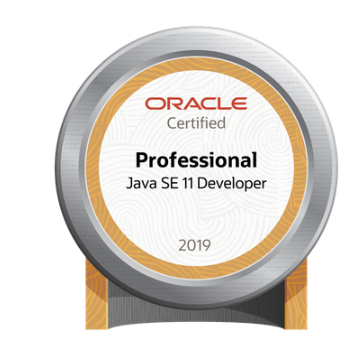 ORACLE
Certified
Professional
Java SE 11 Developer
2019